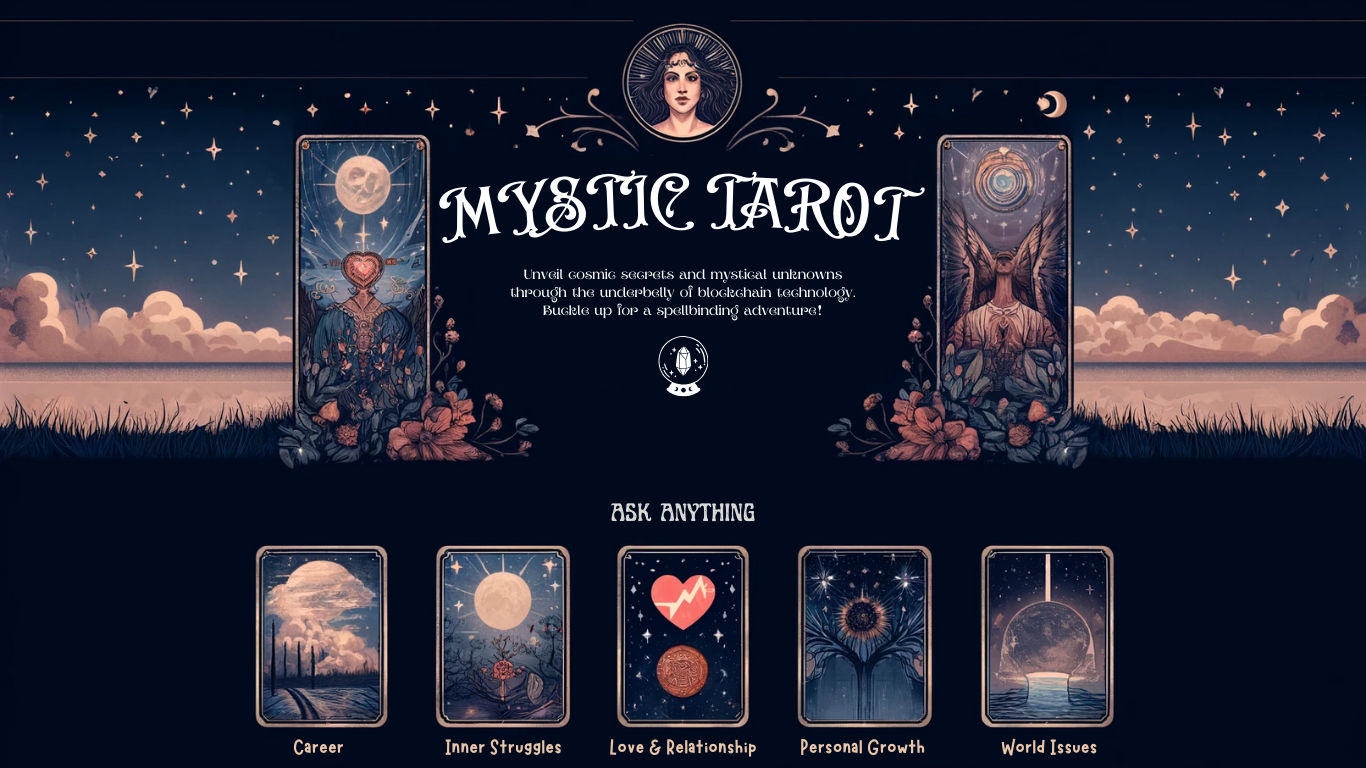 MYSTIC TAROT
Unveil cosmic secrets and mystical unknowns
through the underbelly of blockchain technology.
Buckle up for a spellbinding adventure!
ASK ANYTHING
Career
Inner Struggles
Love & Relationship
Personal Growth
World Issues